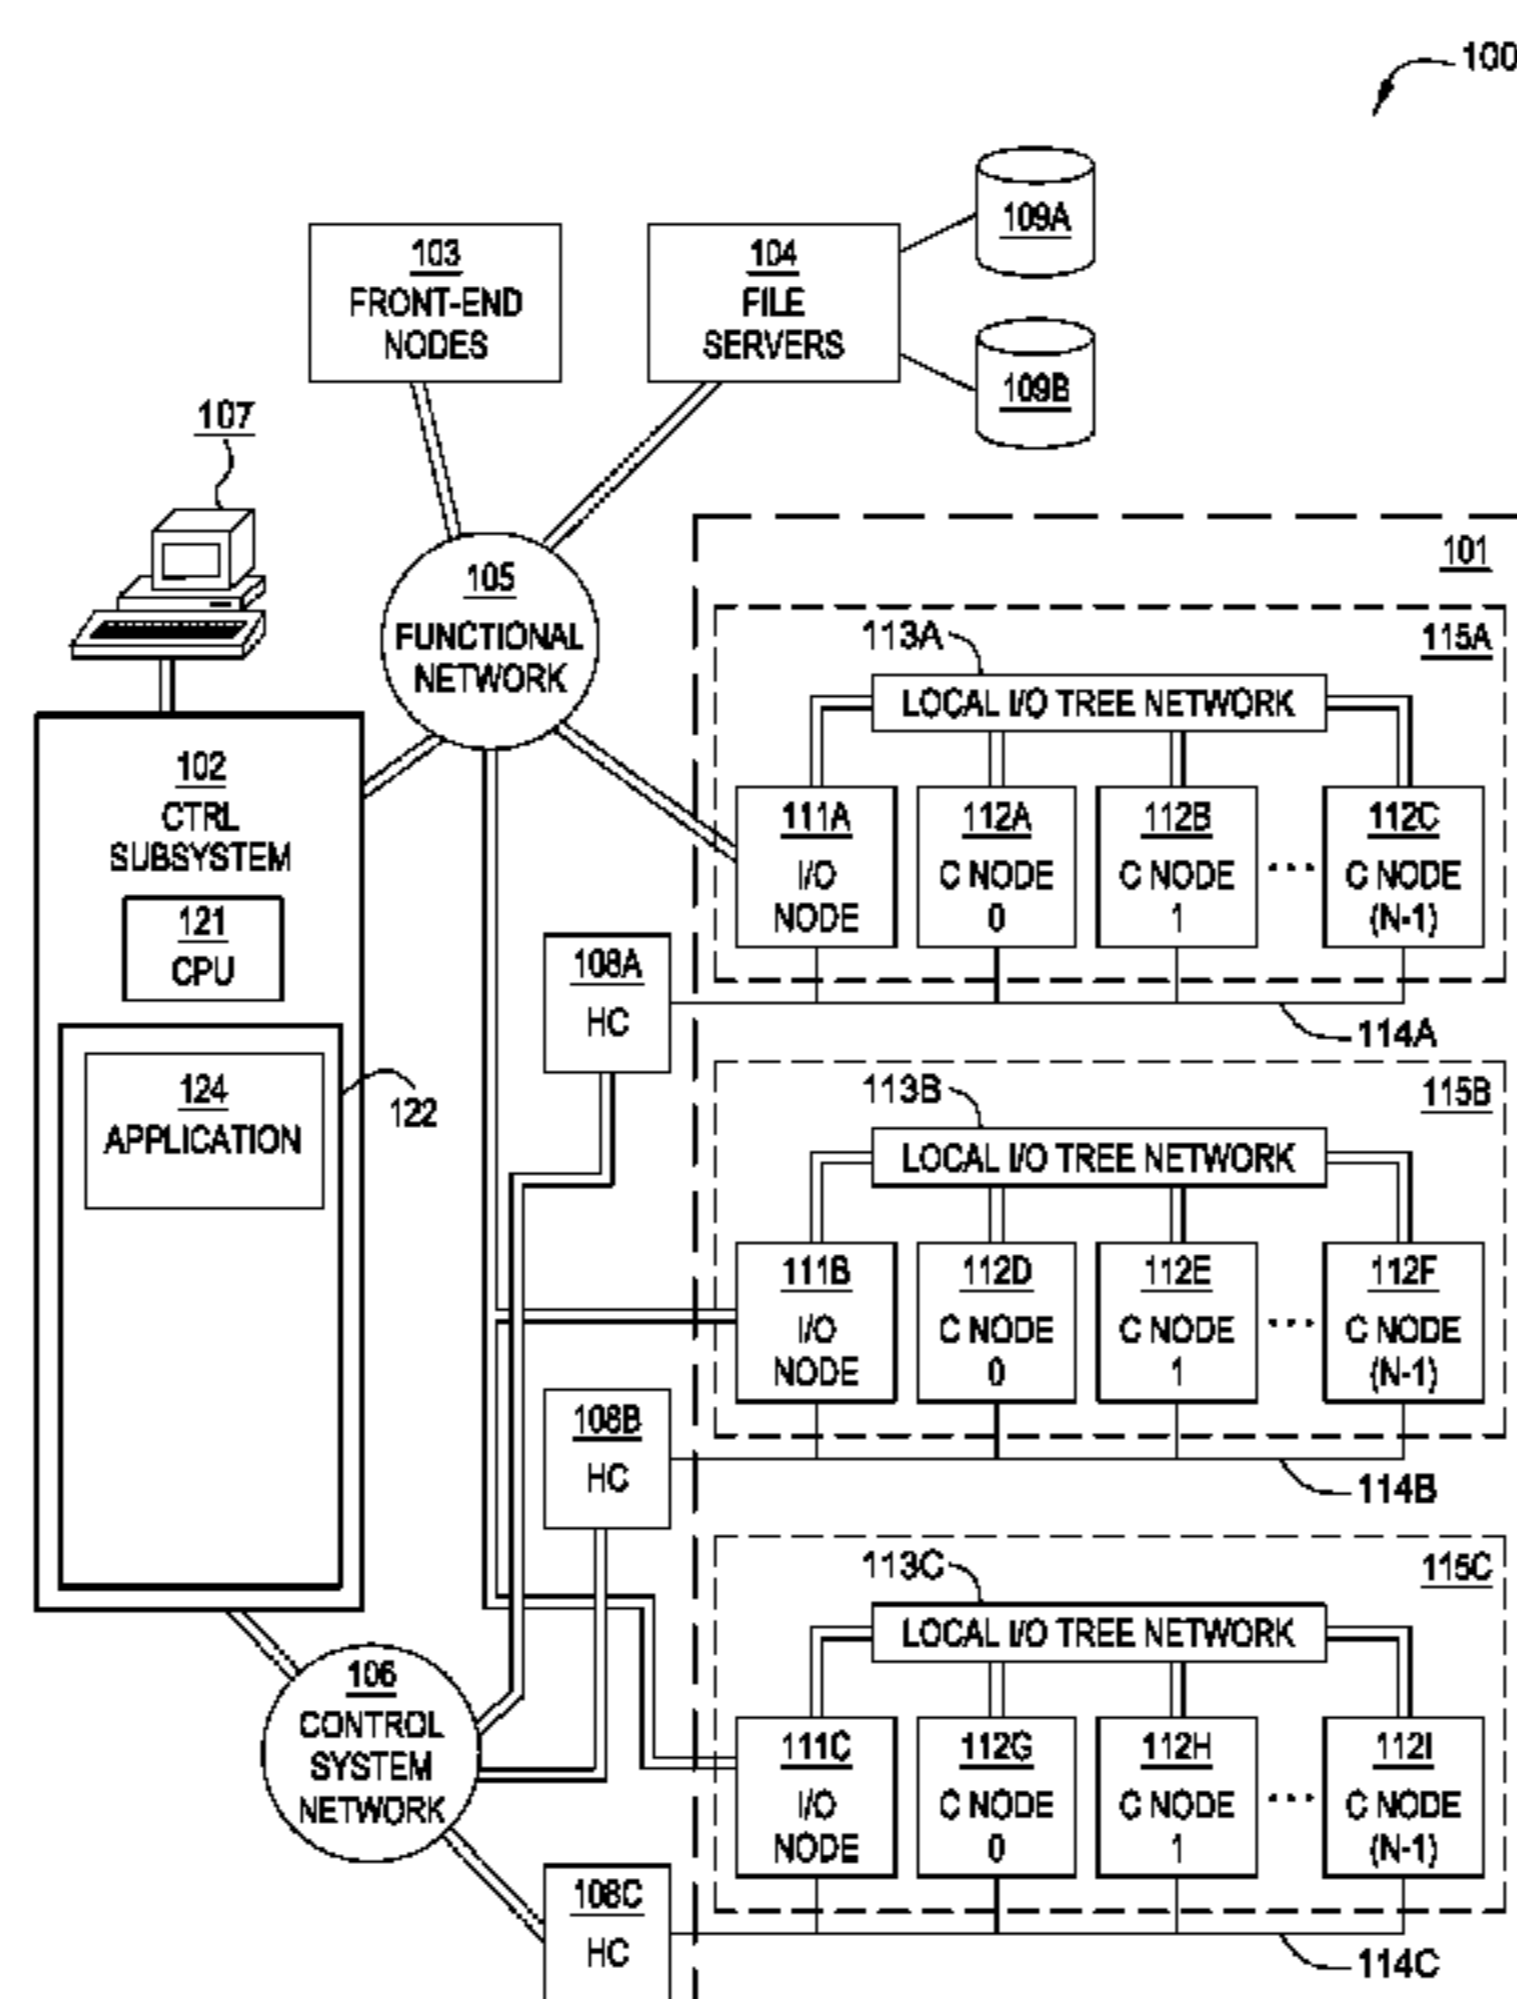 100
103
FRONT-END
NODES
104
FILE
SERVERS
109A
109B
107
105
FUNCTIONAL
NETWORK
101
102
CTRL
SUBSYSTEM
121
CPU
124
APPLICATION
122
113A
115A
LOCAL I/O TREE NETWORK
111A
I/O
NODE
112A
C NODE
0
112B
C NODE
1
...
112C
C NODE
(N-1)
108A
HC
114A
113B
115B
LOCAL I/O TREE NETWORK
111B
I/O
NODE
112D
C NODE
0
112E
C NODE
1
...
112F
C NODE
(N-1)
108B
HC
114B
113C
115C
LOCAL I/O TREE NETWORK
106
CONTROL
SYSTEM
NETWORK
111C
I/O
NODE
112G
C NODE
0
112H
C NODE
1
...
112I
C NODE
(N-1)
108C
HC
114C